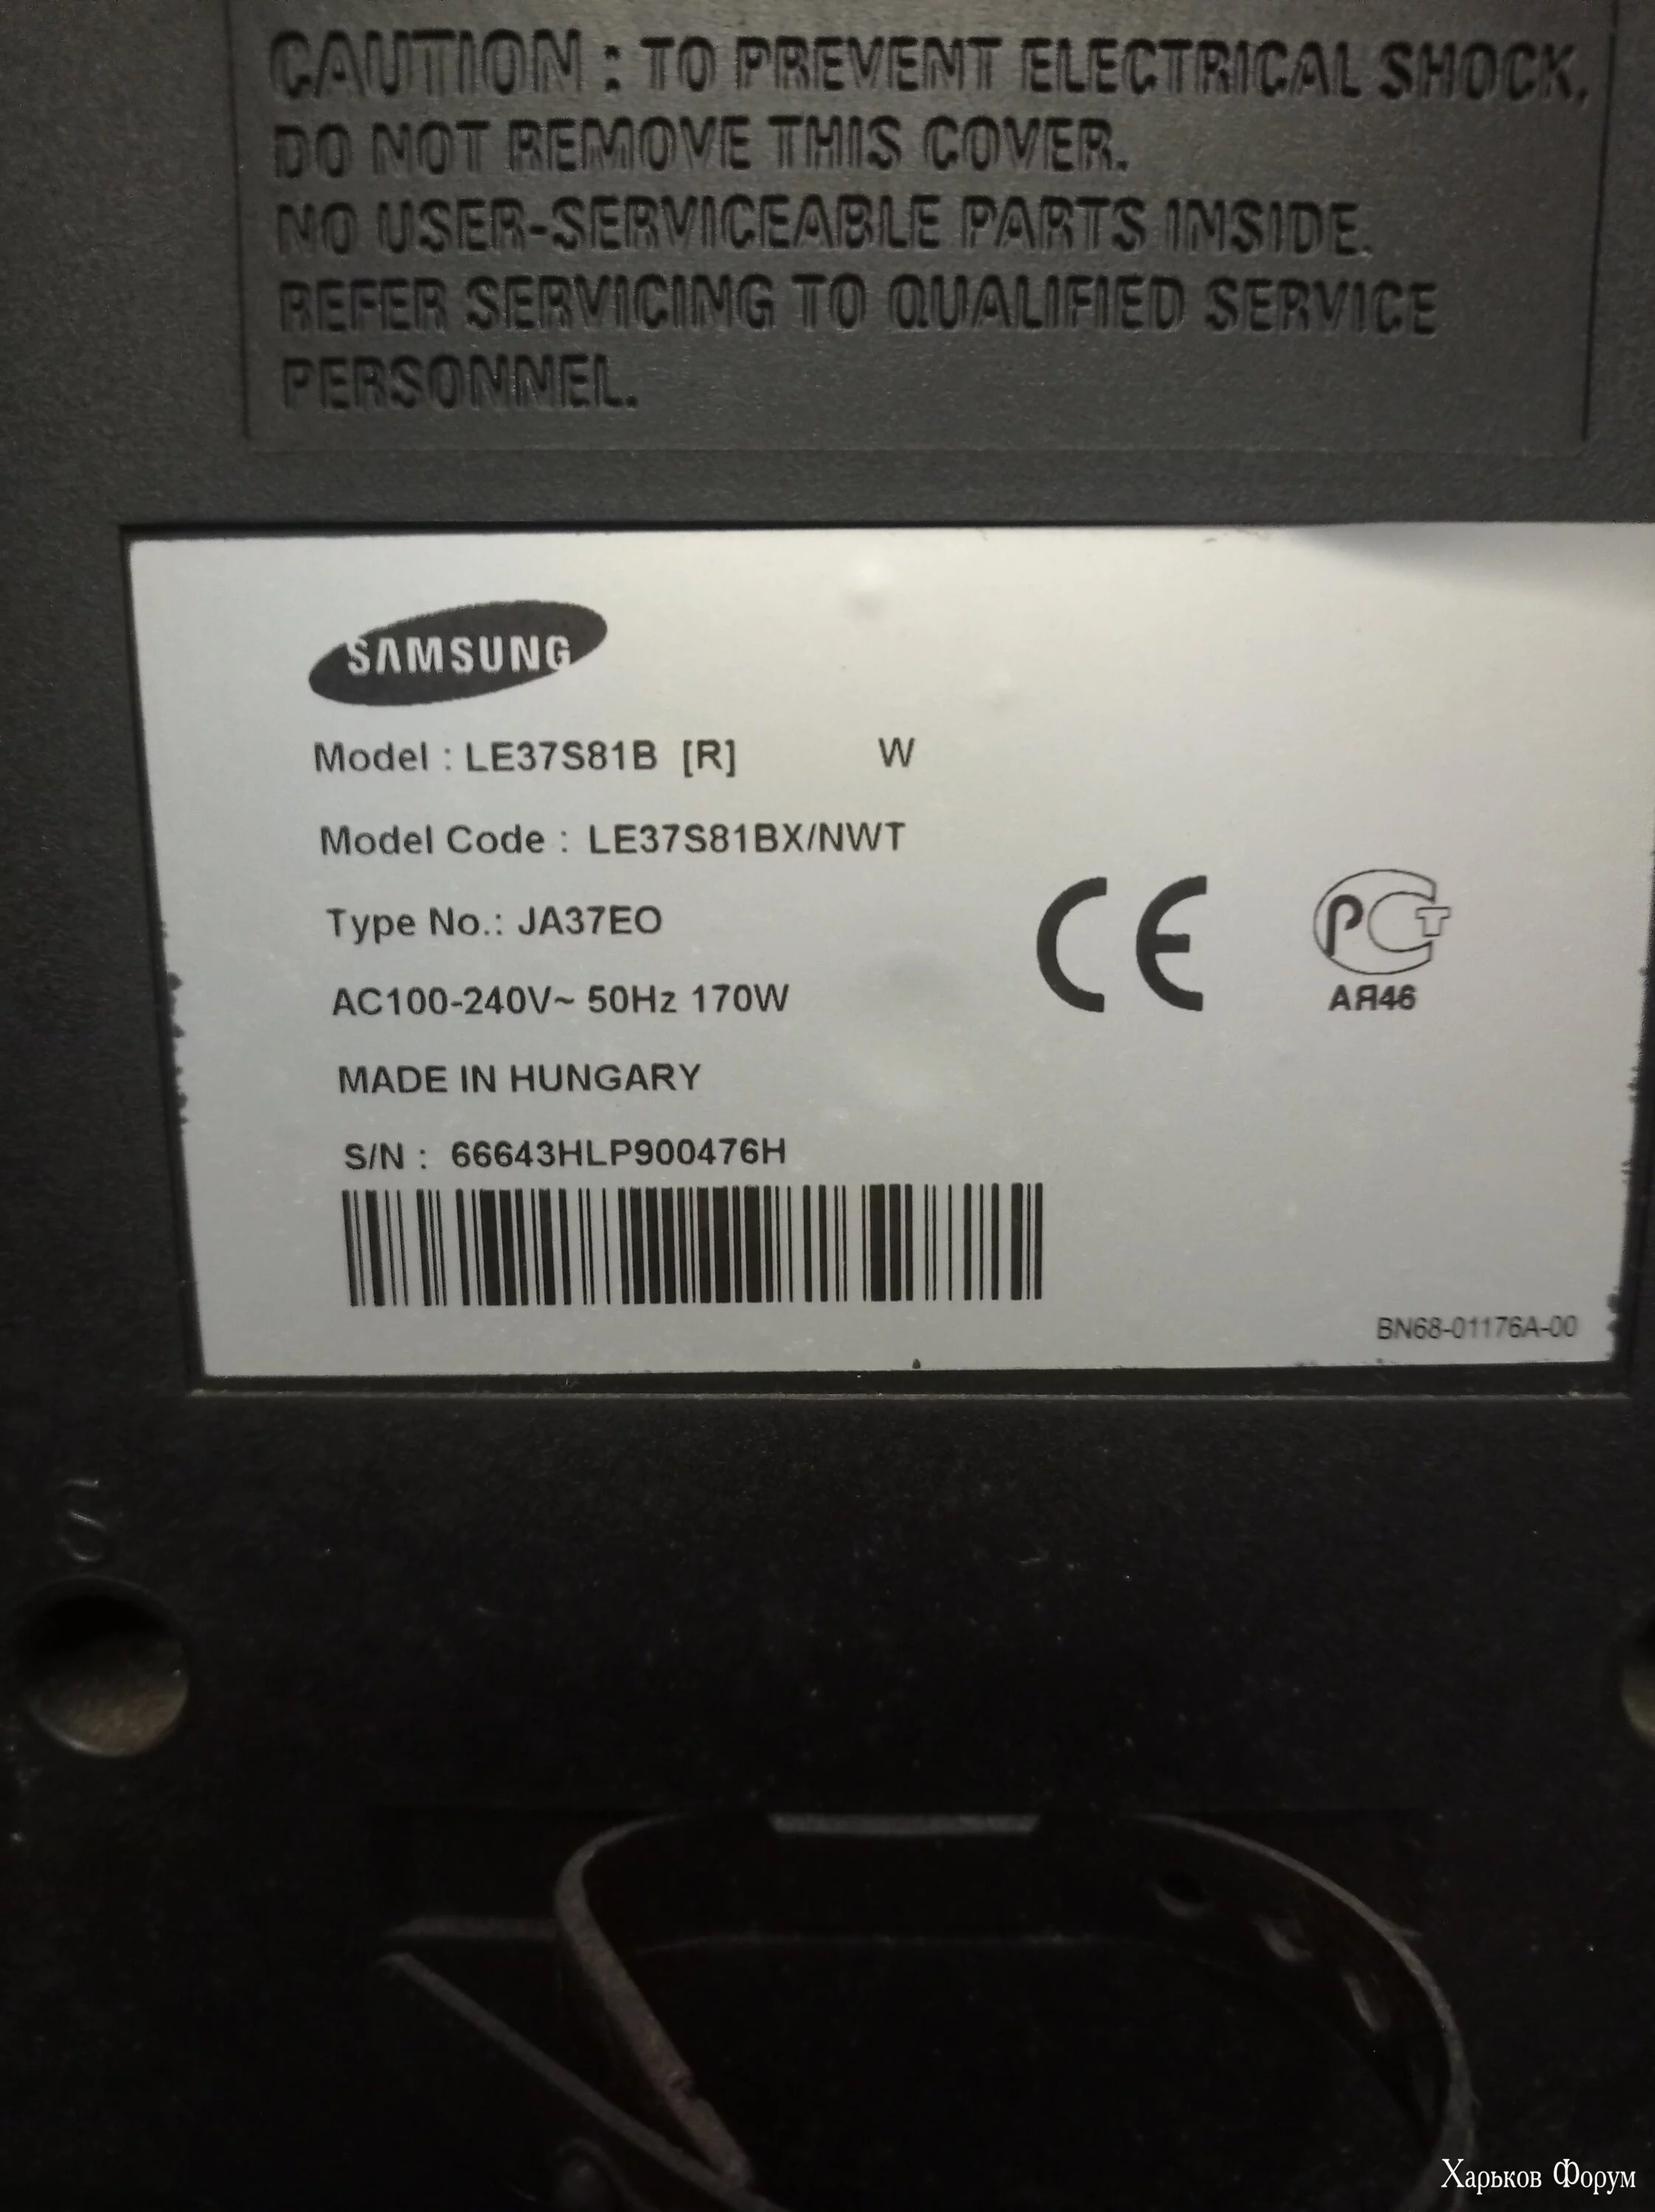 CAUTION : TO PREVENT ELECTRICAL SHOCK,
DO NOT REMOVE THIS COVER.
NO USER-SERVICEABLE PARTS INSIDE.
REFER SERVICING TO QUALIFIED SERVICE
PERSONNEL.
SAMSUNG
Model : LE37S81B [R] W
Model Code : LE37S81BX/NWT
Type No.: JA37EO
AC100-240V~ 50Hz 170W
MADE IN HUNGARY
S/N : 66643HLP900476H
CE
РСТ
АЯ46
BN68-01176A-00
Харьков Форум